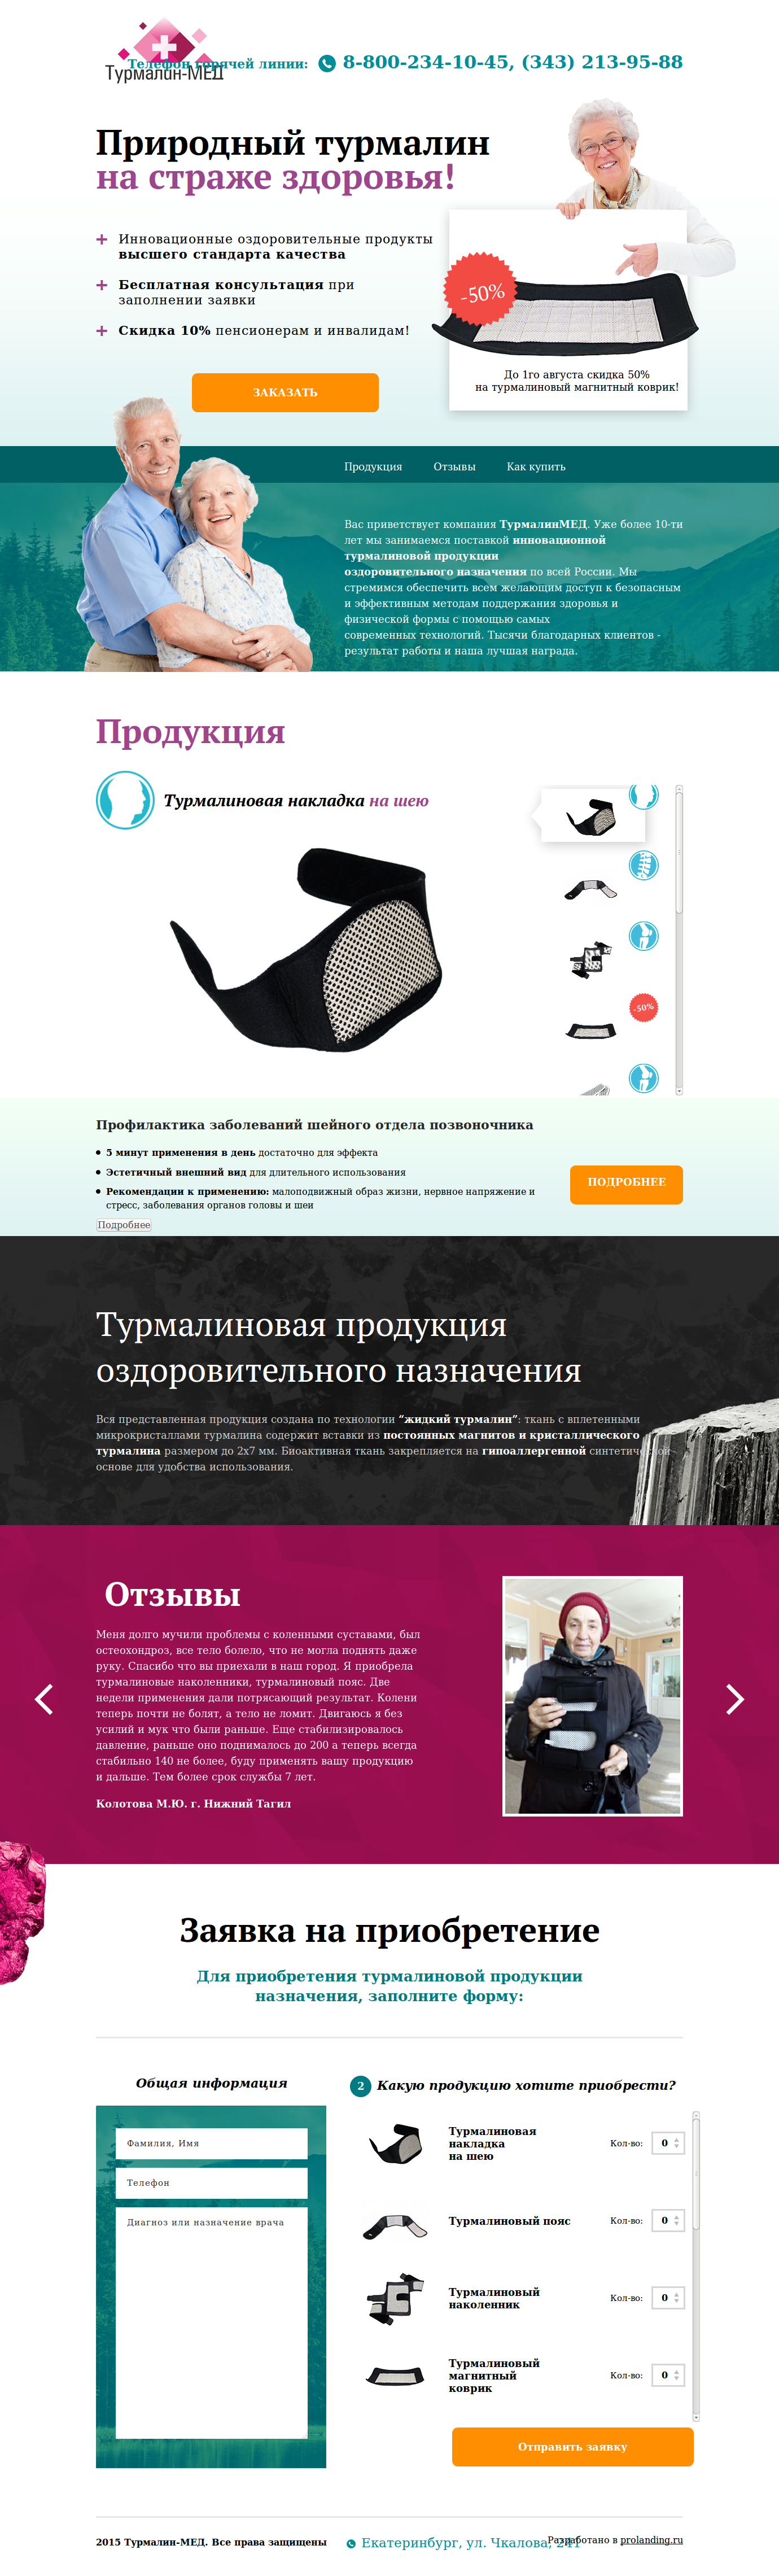 Турмалин-МЕД
Телефон горячей линии: 8-800-234-10-45, (343) 213-95-88
Природный турмалин
на страже здоровья!
Инновационные оздоровительные продукты
высшего стандарта качества
Бесплатная консультация при
заполнении заявки
Скидка 10% пенсионерам и инвалидам!
ЗАКАЗАТЬ
-50%
До 1го августа скидка 50%
на турмалиновый магнитный коврик!
Продукция Отзывы Как купить
Вас приветствует компания ТурмалинМЕД. Уже более 10-ти
лет мы занимаемся поставкой инновационной
турмалиновой продукции
оздоровительного назначения по всей России. Мы
стремимся обеспечить всем желающим доступ к безопасным
и эффективным методам поддержания здоровья и
физической формы с помощью самых
современных технологий. Тысячи благодарных клиентов -
результат работы и наша лучшая награда.
Продукция
Турмалиновая накладка на шею
-50%
Профилактика заболеваний шейного отдела позвоночника
5 минут применения в день достаточно для эффекта
Эстетичный внешний вид для длительного использования
Рекомендации к применению: малоподвижный образ жизни, нервное напряжение и
стресс, заболевания органов головы и шеи
Подробнее
ПОДРОБНЕЕ
Турмалиновая продукция
оздоровительного назначения
Вся представленная продукция создана по технологии “жидкий турмалин”: ткань с вплетенными
микрокристаллами турмалина содержит вставки из постоянных магнитов и кристаллического
турмалина размером до 2х7 мм. Биоактивная ткань закрепляется на гипоаллергенной синтетической
основе для удобства использования.
Отзывы
Меня долго мучили проблемы с коленными суставами, был
остеохондроз, все тело болело, что не могла поднять даже
руку. Спасибо что вы приехали в наш город. Я приобрела
турмалиновые наколенники, турмалиновый пояс. Две
недели применения дали потрясающий результат. Колени
теперь почти не болят, а тело не ломит. Двигаюсь я без
усилий и мук что были раньше. Еще стабилизировалось
давление, раньше оно поднималось до 200 а теперь всегда
стабильно 140 не более, буду применять вашу продукцию
и дальше. Тем более срок службы 7 лет.
Колотова М.Ю. г. Нижний Тагил
Заявка на приобретение
Для приобретения турмалиновой продукции
назначения, заполните форму:
Общая информация
Фамилия, Имя
Телефон
Диагноз или назначение врача
2 Какую продукцию хотите приобрести?
Турмалиновая
накладка
на шею
Кол-во: 0
Турмалиновый пояс
Кол-во: 0
Турмалиновый
наколенник
Кол-во: 0
Турмалиновый
магнитный
коврик
Кол-во: 0
Отправить заявку
2015 Турмалин-МЕД. Все права защищены
Екатеринбург, ул. Чкалова, 241
Разработано в prolanding.ru